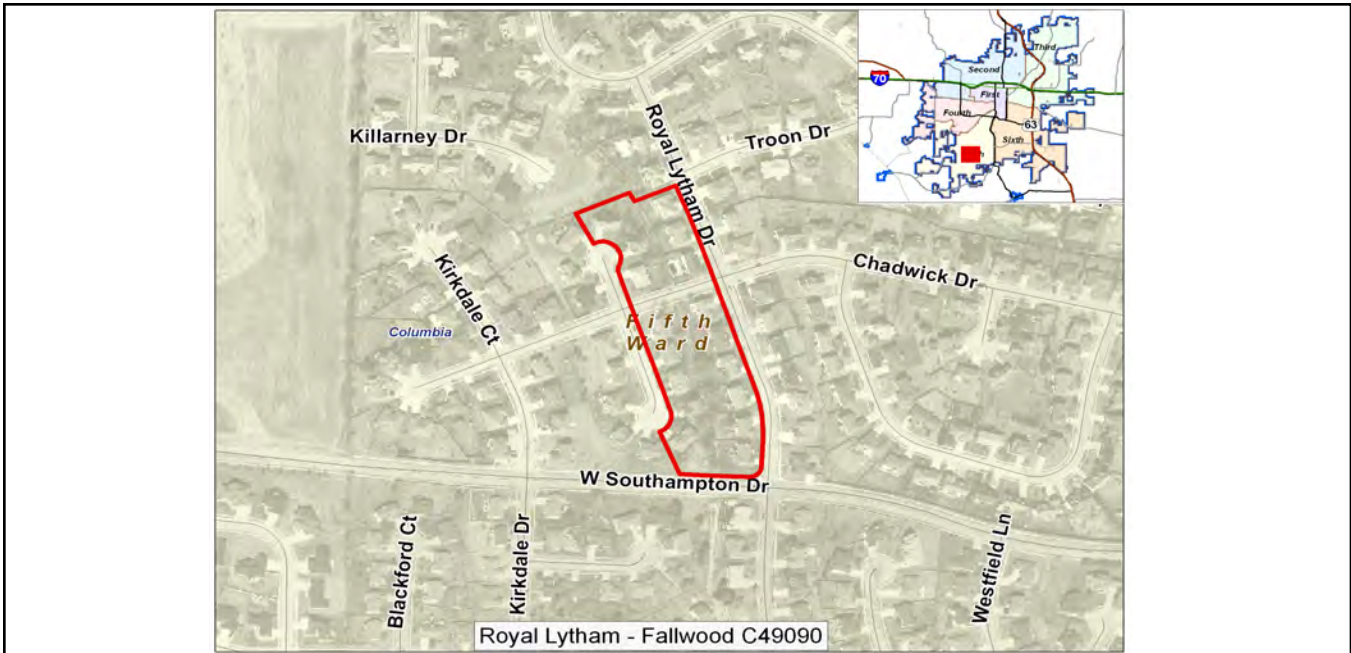 Killarney Dr
Royal Lytham Dr
Troon Dr
Kirkdale Ct
Columbia
Fifth
Ward
Chadwick Dr
W Southampton Dr
Blackford Ct
Kirkdale Dr
Westfield Ln
Royal Lytham - Fallwood C49090
Third
Second
70
First
Fourth
63
Sixth